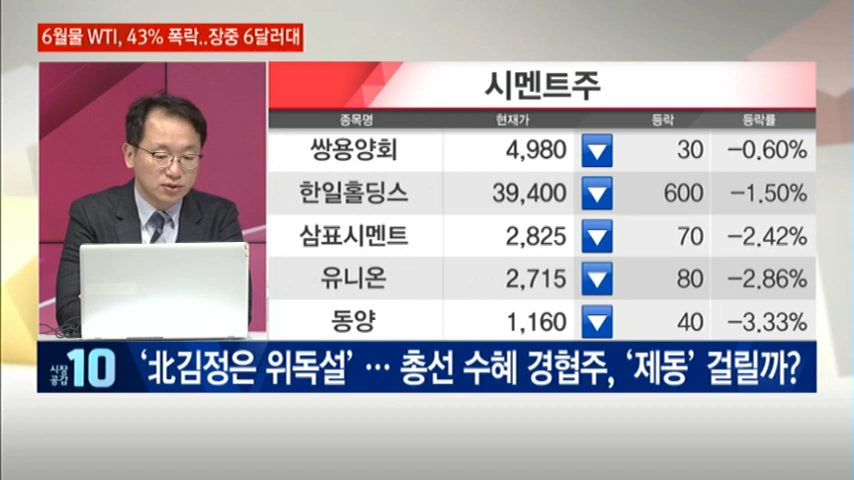 6월물 WTI, 43% 폭락..장중 6달러대
시멘트주
종목명 현재가 등락 등락률
쌍용양회 4,980 ▼ 30 -0.60%
한일홀딩스 39,400 ▼ 600 -1.50%
삼표시멘트 2,825 ▼ 70 -2.42%
유니온 2,715 ▼ 80 -2.86%
동양 1,160 ▼ 40 -3.33%
시장공감 10 '北김정은 위독설' … 총선 수혜 경협주, '제동' 걸릴까?